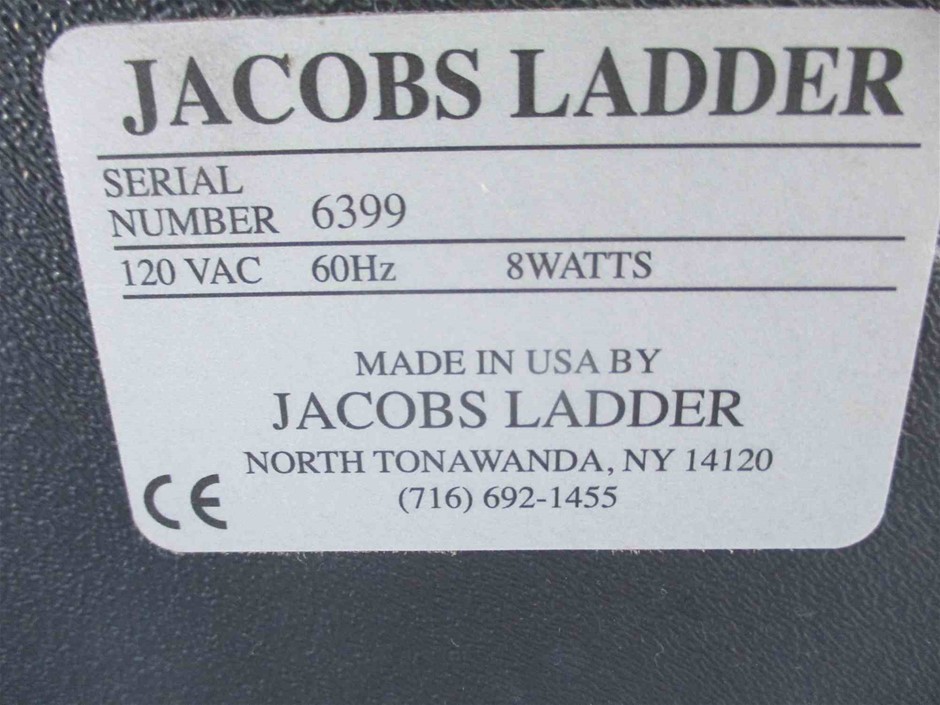 JACOBS LADDER
SERIAL
NUMBER 6399
120 VAC 60Hz 8WATTS
MADE IN USA BY
JACOBS LADDER
NORTH TONAWANDA, NY 14120
(716) 692-1455
CE